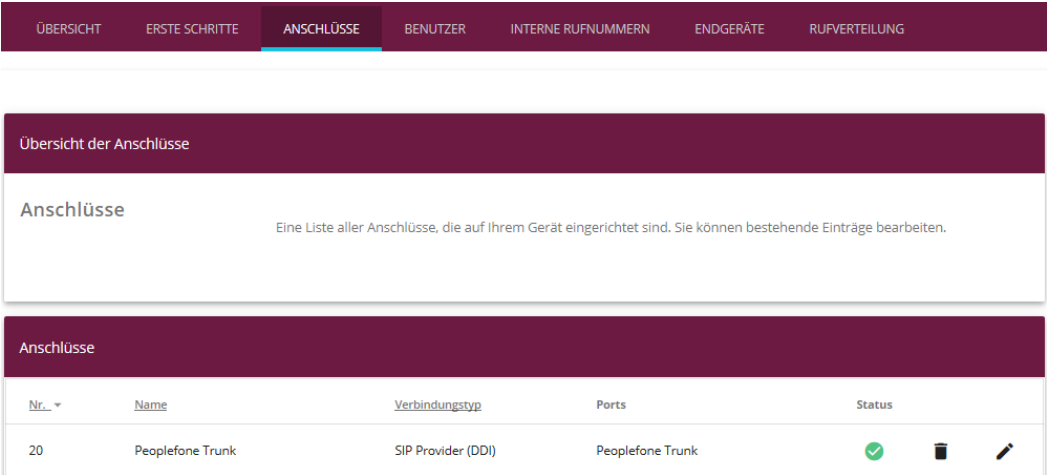 ÜBERSICHT ERSTE SCHRITTE ANSCHLÜSSE BENUTZER INTERNE RUFNUMMERN ENDGERÄTE RUFVERTEILUNG
Übersicht der Anschlüsse
Anschlüsse
Eine Liste aller Anschlüsse, die auf Ihrem Gerät eingerichtet sind. Sie können bestehende Einträge bearbeiten.
Anschlüsse
Nr. Name Verbindungstyp Ports Status
20 Peoplefone Trunk SIP Provider (DDI) Peoplefone Trunk